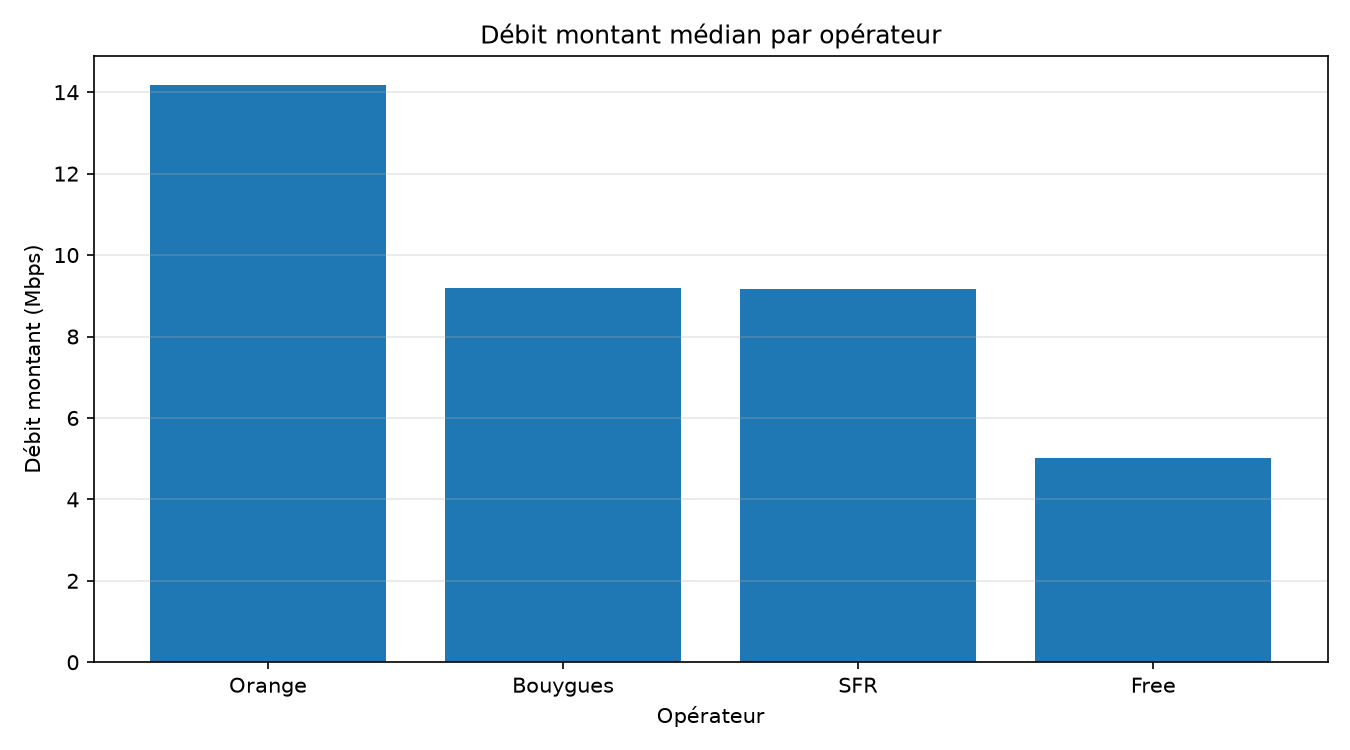 Débit montant médian par opérateur
Débit montant (Mbps)
14
12
10
8
6
4
2
0
Orange Bouygues SFR Free
Opérateur